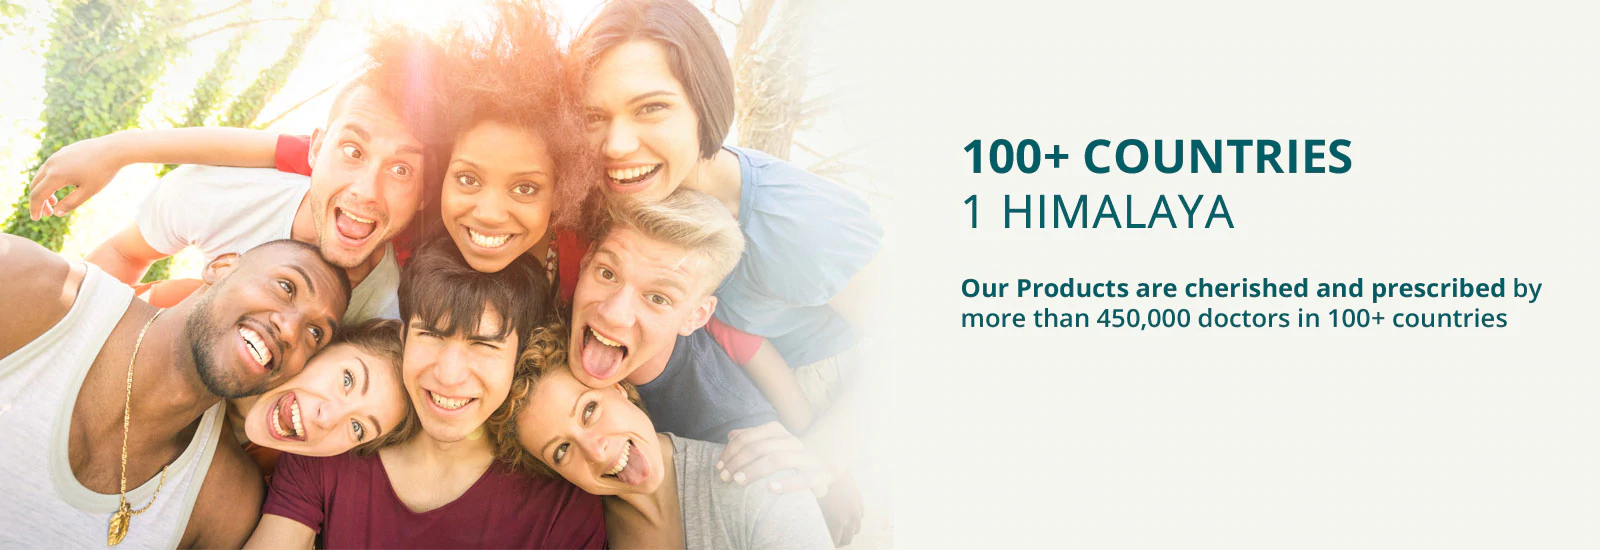 100+ COUNTRIES
1 HIMALAYA
Our Products are cherished and prescribed by
more than 450,000 doctors in 100+ countries